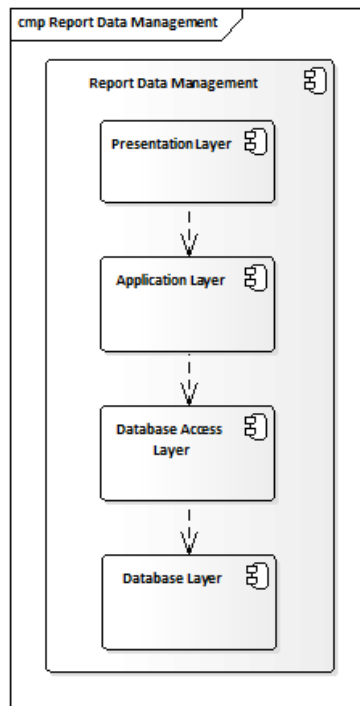 cmp Report Data Management
Report Data Management
Presentation Layer
Application Layer
Database Access
Layer
Database Layer